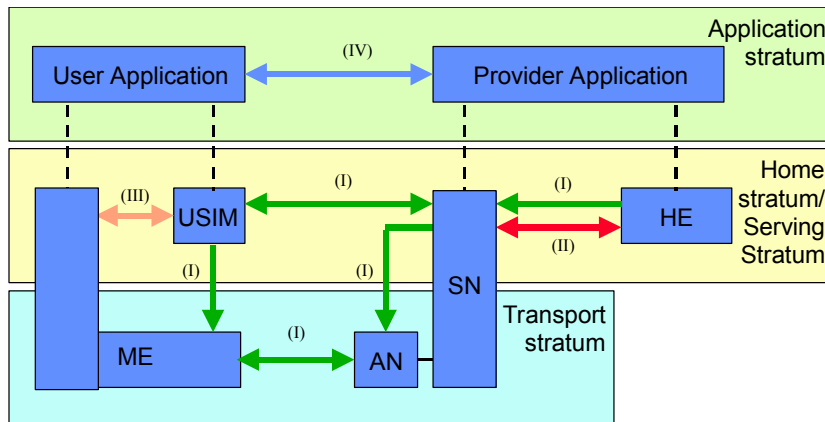 Application
stratum
(IV)
User Application
Provider Application
Home
stratum/
Serving
Stratum
(III)
USIM
(I)
(I)
HE
(II)
(I)
(I)
SN
Transport
stratum
ME
(I)
AN